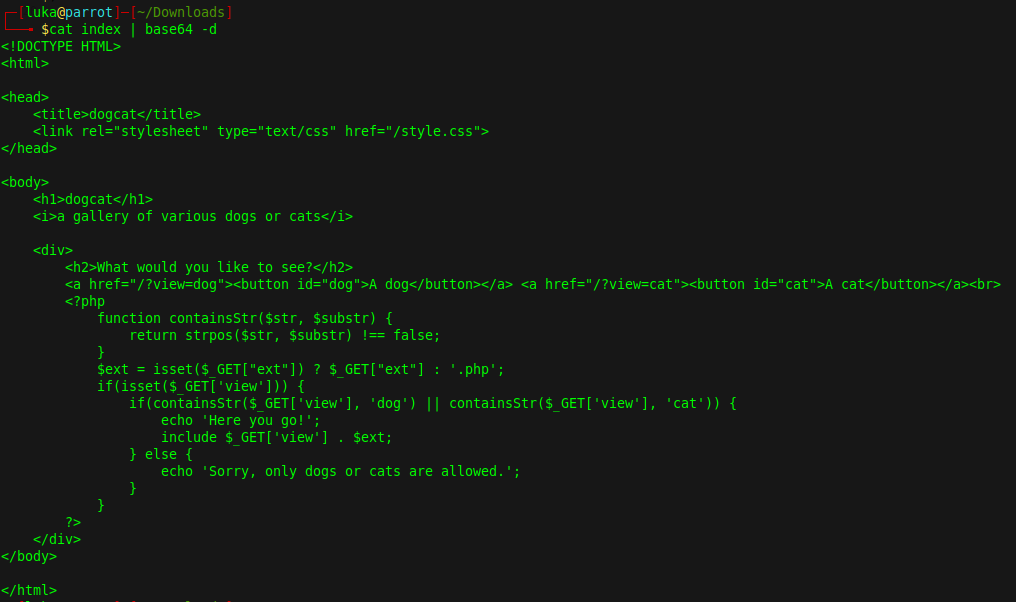 ┌─[luka@parrot]─[~/Downloads]
└──╼ $cat index | base64 -d
<!DOCTYPE HTML>
<html>

<head>
    <title>dogcat</title>
    <link rel="stylesheet" type="text/css" href="/style.css">
</head>

<body>
    <h1>dogcat</h1>
    <i>a gallery of various dogs or cats</i>

    <div>
        <h2>What would you like to see?</h2>
        <a href="/?view=dog"><button id="dog">A dog</button></a> <a href="/?view=cat"><button id="cat">A cat</button></a><br>
        <?php
            function containsStr($str, $substr) {
                return strpos($str, $substr) !== false;
            }
            $ext = isset($_GET["ext"]) ? $_GET["ext"] : '.php';
            if(isset($_GET['view'])) {
                if(containsStr($_GET['view'], 'dog') || containsStr($_GET['view'], 'cat')) {
                    echo 'Here you go!';
                    include $_GET['view'] . $ext;
                } else {
                    echo 'Sorry, only dogs or cats are allowed.';
                }
            }
        ?>
    </div>
</body>

</html>